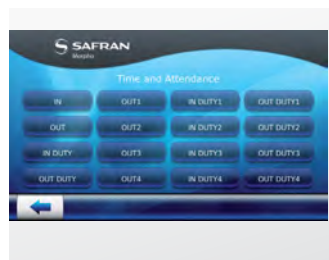 SAFRAN
Morpho
Time and Attendance
IN OUT1 IN DUTY1 OUT DUTY1
OUT OUT2 IN DUTY2 OUT DUTY2
IN DUTY OUT3 IN DUTY3 OUT DUTY3
OUT DUTY OUT4 IN DUTY4 OUT DUTY4